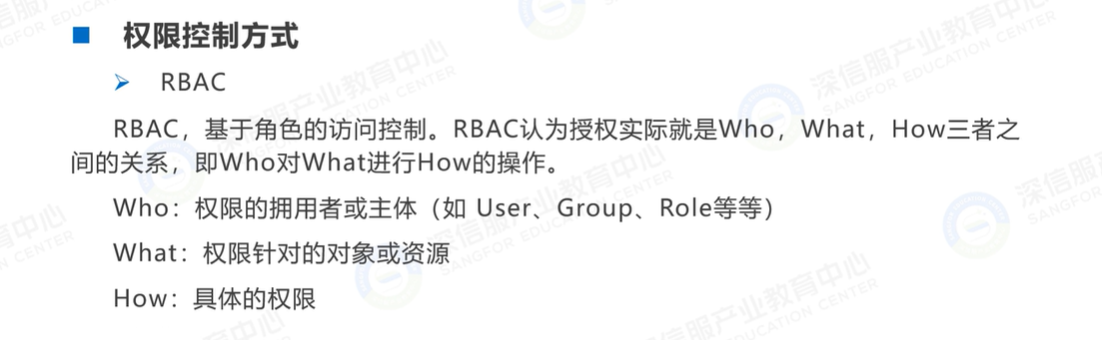 权限控制方式
RBAC
RBAC，基于角色的访问控制。RBAC认为授权实际就是Who，What，How三者之
间的关系，即Who对What进行How的操作。
Who：权限的拥用者或主体（如 User、Group、Role等等）
What：权限针对的对象或资源
How：具体的权限
深信服产业教育中心
SANGFOR EDUCATION CENTER